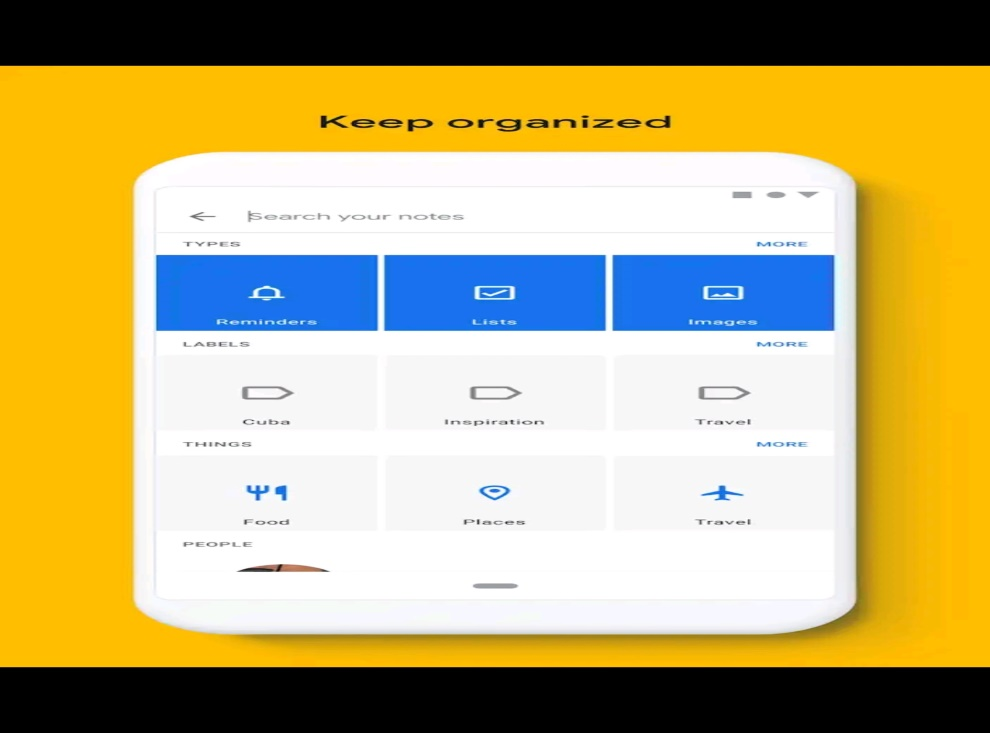 Keep organized
Search your notes
TYPES MORE
Reminders Lists Images
LABELS MORE
Cuba Inspiration Travel
THINGS MORE
Food Places Travel
PEOPLE